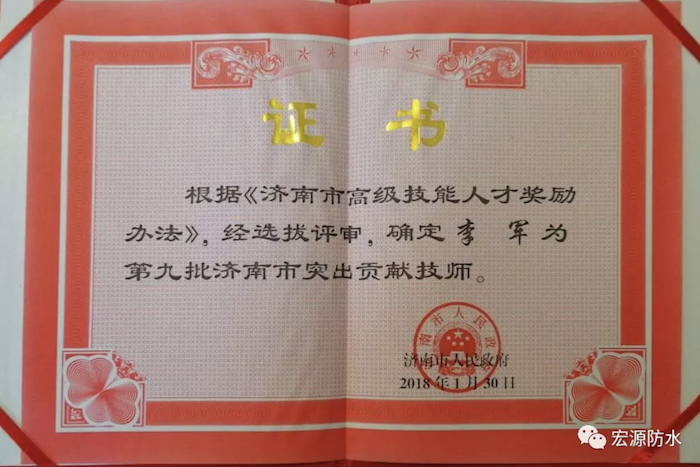 证书
根据《济南市高级技能人才奖励
办法》，经选拔评审，确定李 军为
第九批济南市突出贡献技师。
济南市人民政府
济南市人民政府
2018年1月30日
宏源防水